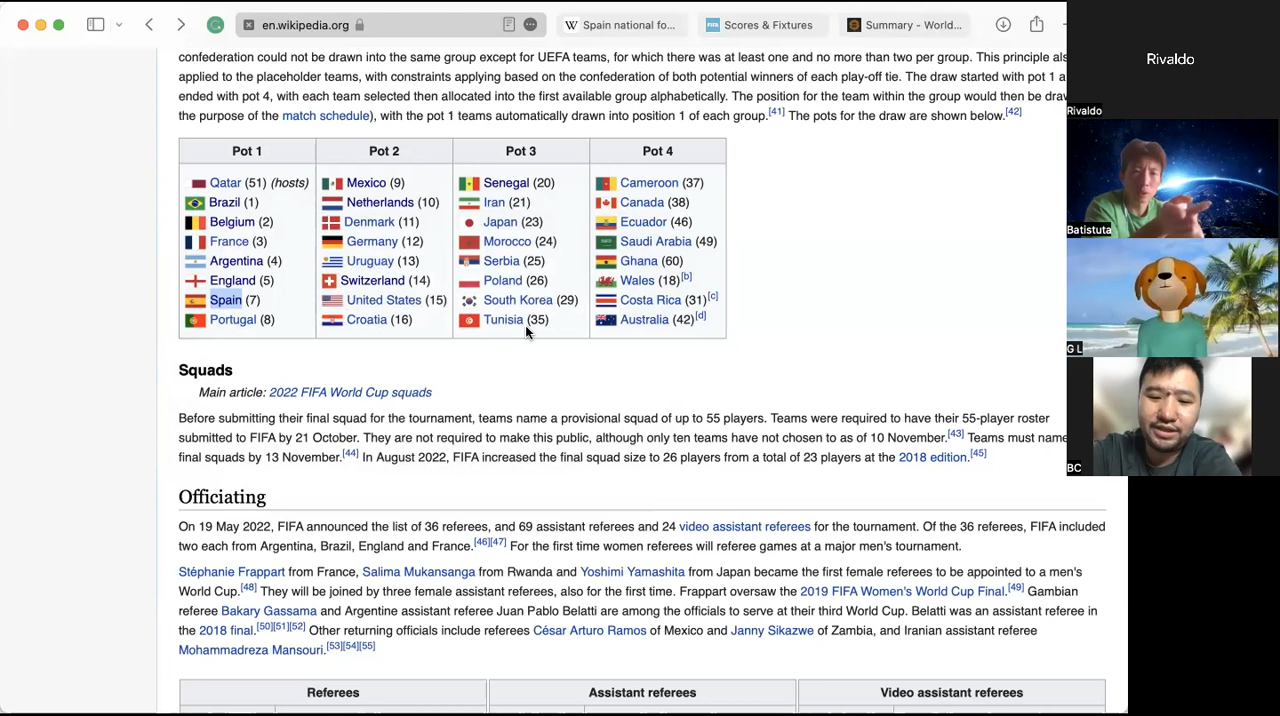 en.wikipedia.org
Spain national fo...
FIFA
Scores & Fixtures
Summary - World...
confederation could not be drawn into the same group except for UEFA teams, for which there was at least one and no more than two per group. This principle als
applied to the placeholder teams, with constraints applying based on the confederation of both potential winners of each play-off tie. The draw started with pot 1 a
ended with pot 4, with each team selected then allocated into the first available group alphabetically. The position for the team within the group would then be draw
the purpose of the match schedule), with the pot 1 teams automatically drawn into position 1 of each group.[41] The pots for the draw are shown below.[42]
Pot 1 Pot 2 Pot 3 Pot 4
Qatar (51) (hosts) Mexico (9) Senegal (20) Cameroon (37)
Brazil (1) Netherlands (10) Iran (21) Canada (38)
Belgium (2) Denmark (11) Japan (23) Ecuador (46)
France (3) Germany (12) Morocco (24) Saudi Arabia (49)
Argentina (4) Uruguay (13) Serbia (25) Ghana (60)
England (5) Switzerland (14) Poland (26) Wales (18)[b]
Spain (7) United States (15) South Korea (29) Costa Rica (31)[c]
Portugal (8) Croatia (16) Tunisia (35) Australia (42)[d]
Squads
Main article: 2022 FIFA World Cup squads
Before submitting their final squad for the tournament, teams name a provisional squad of up to 55 players. Teams were required to have their 55-player roster
submitted to FIFA by 21 October. They are not required to make this public, although only ten teams have not chosen to as of 10 November.[43] Teams must name
final squads by 13 November.[44] In August 2022, FIFA increased the final squad size to 26 players from a total of 23 players at the 2018 edition.[45]
Officiating
On 19 May 2022, FIFA announced the list of 36 referees, and 69 assistant referees and 24 video assistant referees for the tournament. Of the 36 referees, FIFA included
two each from Argentina, Brazil, England and France.[46][47] For the first time women referees will referee games at a major men's tournament.
Stéphanie Frappart from France, Salima Mukansanga from Rwanda and Yoshimi Yamashita from Japan became the first female referees to be appointed to a men's
World Cup.[48] They will be joined by three female assistant referees, also for the first time. Frappart oversaw the 2019 FIFA Women's World Cup Final.[49] Gambian
referee Bakary Gassama and Argentine assistant referee Juan Pablo Belatti are among the officials to serve at their third World Cup. Belatti was an assistant referee in
the 2018 final.[50][51][52] Other returning officials include referees César Arturo Ramos of Mexico and Janny Sikazwe of Zambia, and Iranian assistant referee
Mohammadreza Mansouri.[53][54][55]
Referees Assistant referees Video assistant referees
Rivaldo
Rivaldo
Batistuta
G L
BC